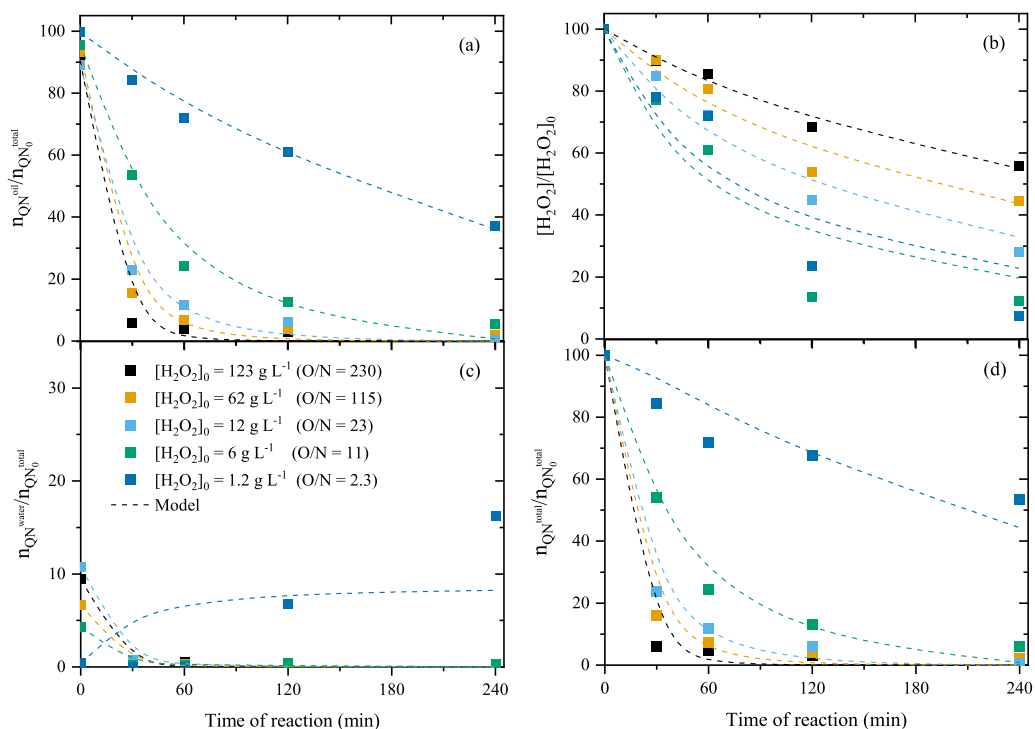 (a)
100
80
60
40
20
0
n_QN^oil/n_QN₀^total
(b)
100
80
60
40
20
0
[H₂O₂]/[H₂O₂]₀
(c)
30
20
10
0
n_QN^water/n_QN₀^total
[H₂O₂]₀ = 123 g L⁻¹ (O/N = 230)
[H₂O₂]₀ = 62 g L⁻¹ (O/N = 115)
[H₂O₂]₀ = 12 g L⁻¹ (O/N = 23)
[H₂O₂]₀ = 6 g L⁻¹ (O/N = 11)
[H₂O₂]₀ = 1.2 g L⁻¹ (O/N = 2.3)
Model
0 60 120 180 240
Time of reaction (min)
(d)
100
80
60
40
20
0
n_QN^total/n_QN₀^total
0 60 120 180 240
Time of reaction (min)